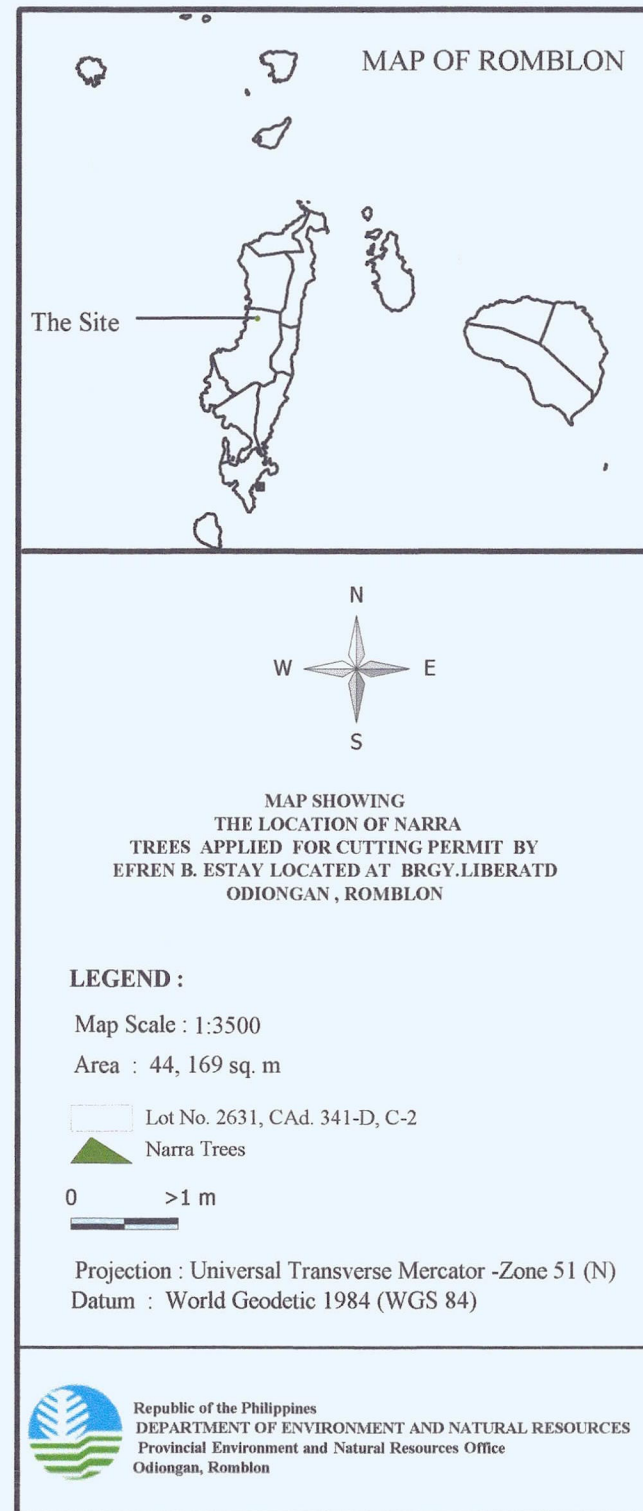 MAP OF ROMBLON
The Site
N
W E
S
MAP SHOWING
THE LOCATION OF NARRA
TREES APPLIED FOR CUTTING PERMIT BY
EFREN B. ESTAY LOCATED AT BRGY.LIBERATD
ODIONGAN , ROMBLON
LEGEND :
Map Scale : 1:3500
Area : 44, 169 sq. m
Lot No. 2631, CAd. 341-D, C-2
Narra Trees
0 >1 m
Projection : Universal Transverse Mercator -Zone 51 (N)
Datum : World Geodetic 1984 (WGS 84)
Republic of the Philippines
DEPARTMENT OF ENVIRONMENT AND NATURAL RESOURCES
Provincial Environment and Natural Resources Office
Odiongan, Romblon